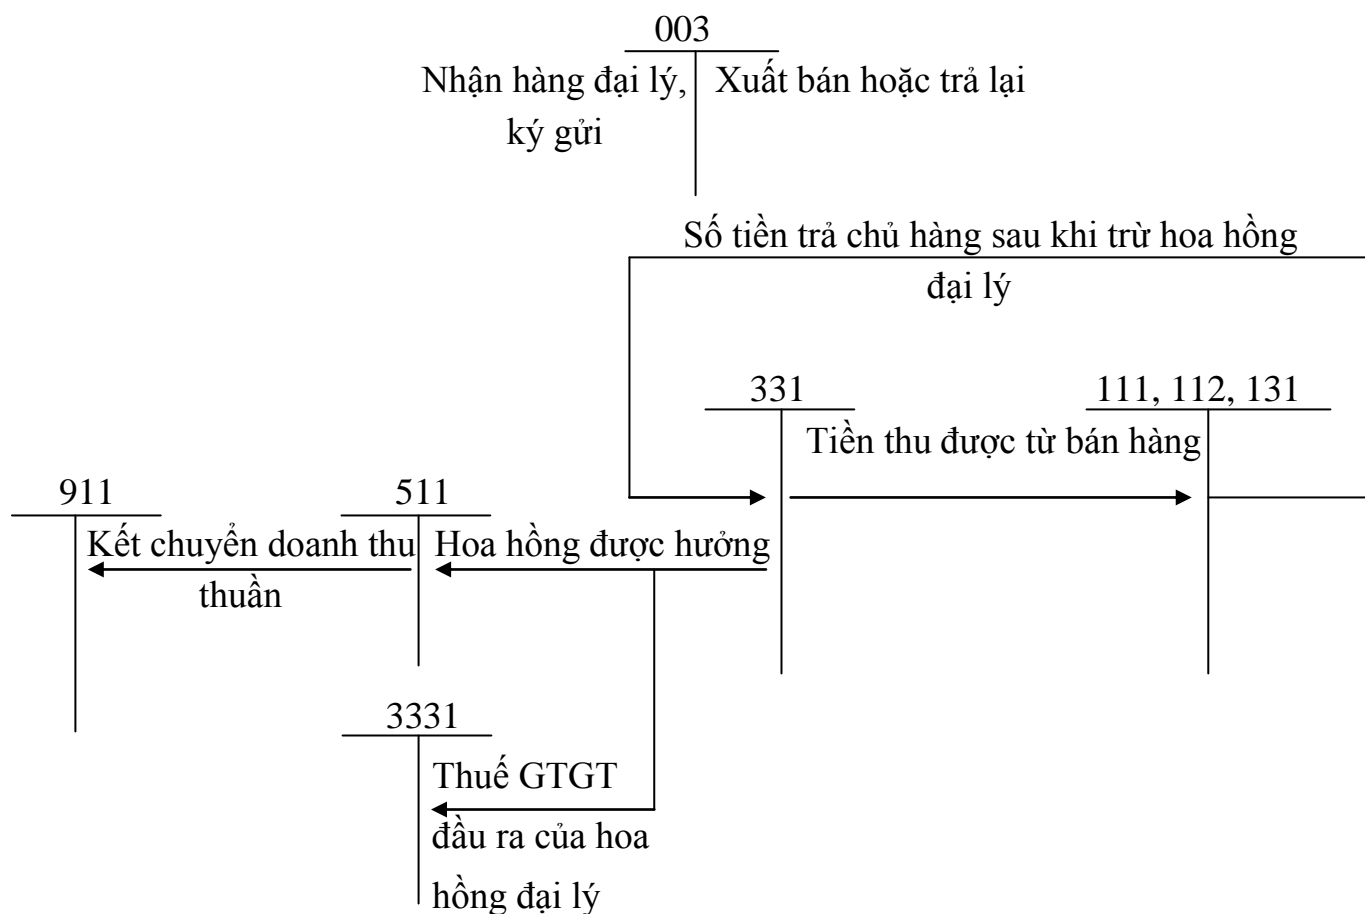 003
Nhận hàng đại lý,
ký gửi
Xuất bán hoặc trả lại
Số tiền trả chủ hàng sau khi trừ hoa hồng
đại lý
331
111, 112, 131
Tiền thu được từ bán hàng
911
511
Kết chuyển doanh thu
thuần
Hoa hồng được hưởng
3331
Thuế GTGT
đầu ra của hoa
hồng đại lý